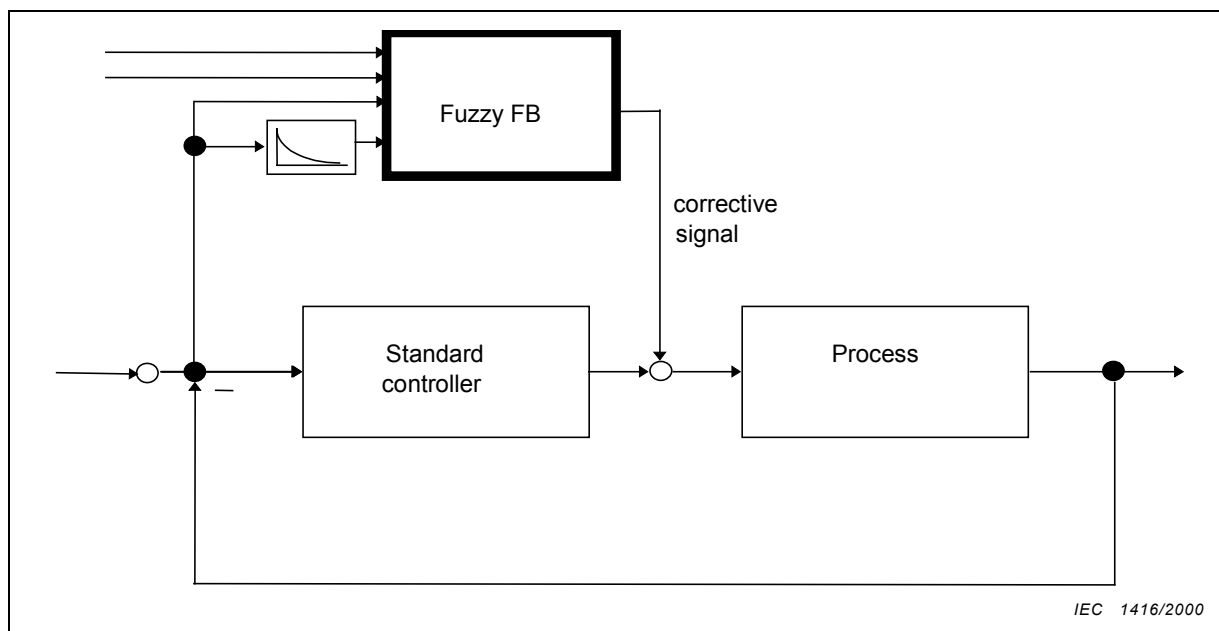 Fuzzy FB
corrective
signal
Standard
controller
Process
IEC 1416/2000